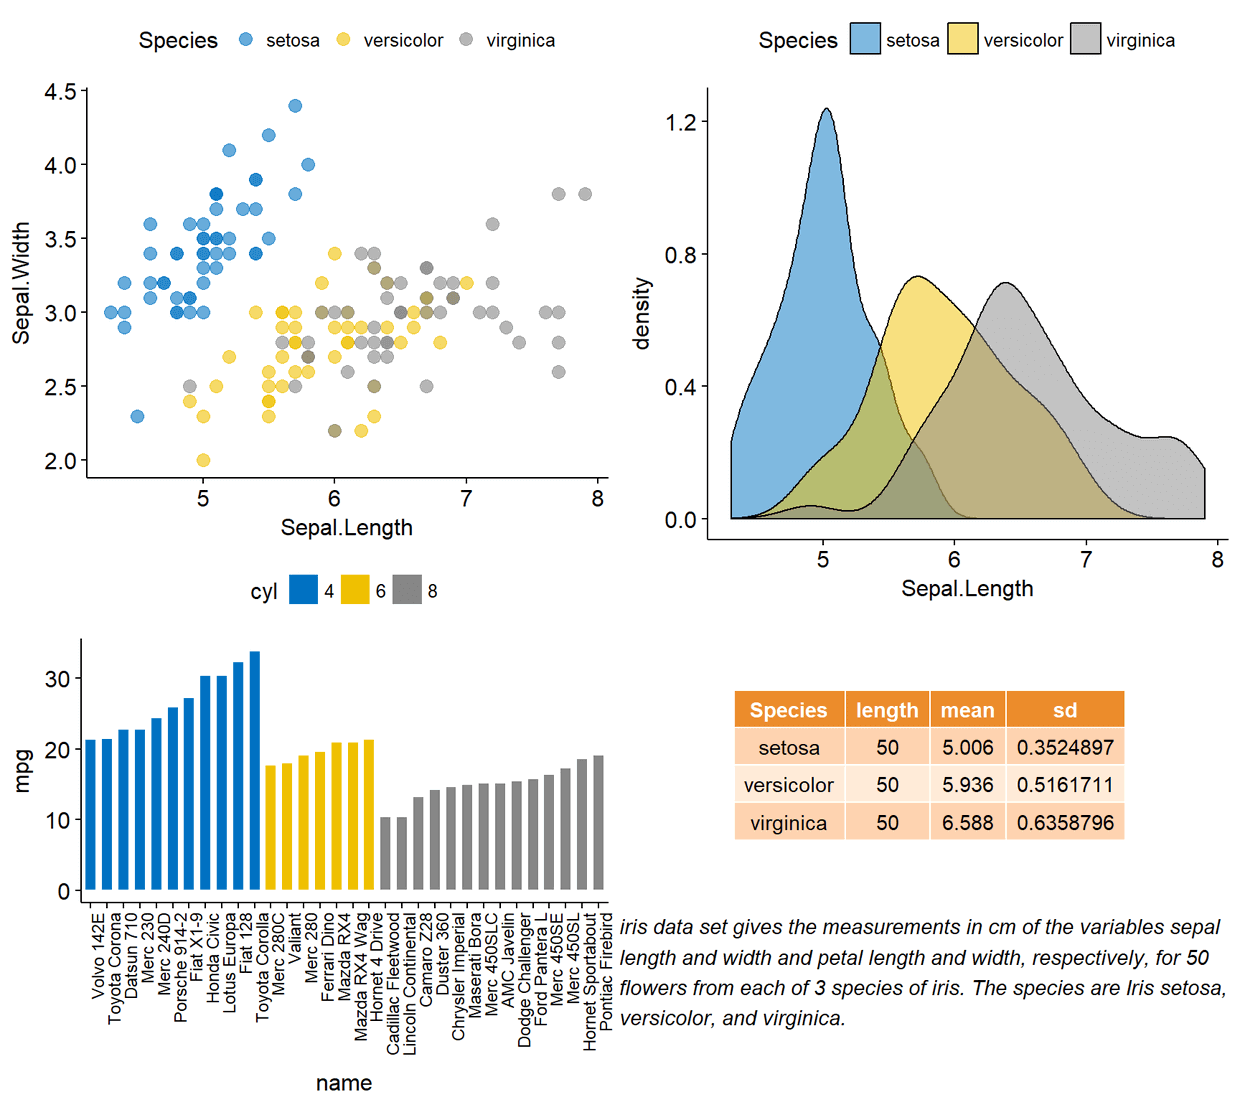 Species setosa versicolor virginica
4.5
4.0
3.5
3.0
2.5
2.0
Sepal.Width
5 6 7 8
Sepal.Length
Species setosa versicolor virginica
1.2
0.8
0.4
0.0
density
5 6 7 8
Sepal.Length
cyl 4 6 8
30
20
10
0
mpg
Volvo 142E
Toyota Corona
Datsun 710
Merc 230
Merc 240D
Porsche 914-2
Fiat X1-9
Honda Civic
Lotus Europa
Fiat 128
Toyota Corolla
Merc 280C
Valiant
Merc 280
Ferrari Dino
Mazda RX4
Mazda RX4 Wag
Hornet 4 Drive
Cadillac Fleetwood
Lincoln Continental
Camaro Z28
Duster 360
Chrysler Imperial
Maserati Bora
Merc 450SLC
AMC Javelin
Dodge Challenger
Ford Pantera L
Merc 450SE
Merc 450SL
Hornet Sportabout
Pontiac Firebird
name
Species length mean sd
setosa 50 5.006 0.3524897
versicolor 50 5.936 0.5161711
virginica 50 6.588 0.6358796
iris data set gives the measurements in cm of the variables sepal
length and width and petal length and width, respectively, for 50
flowers from each of 3 species of iris. The species are Iris setosa,
versicolor, and virginica.